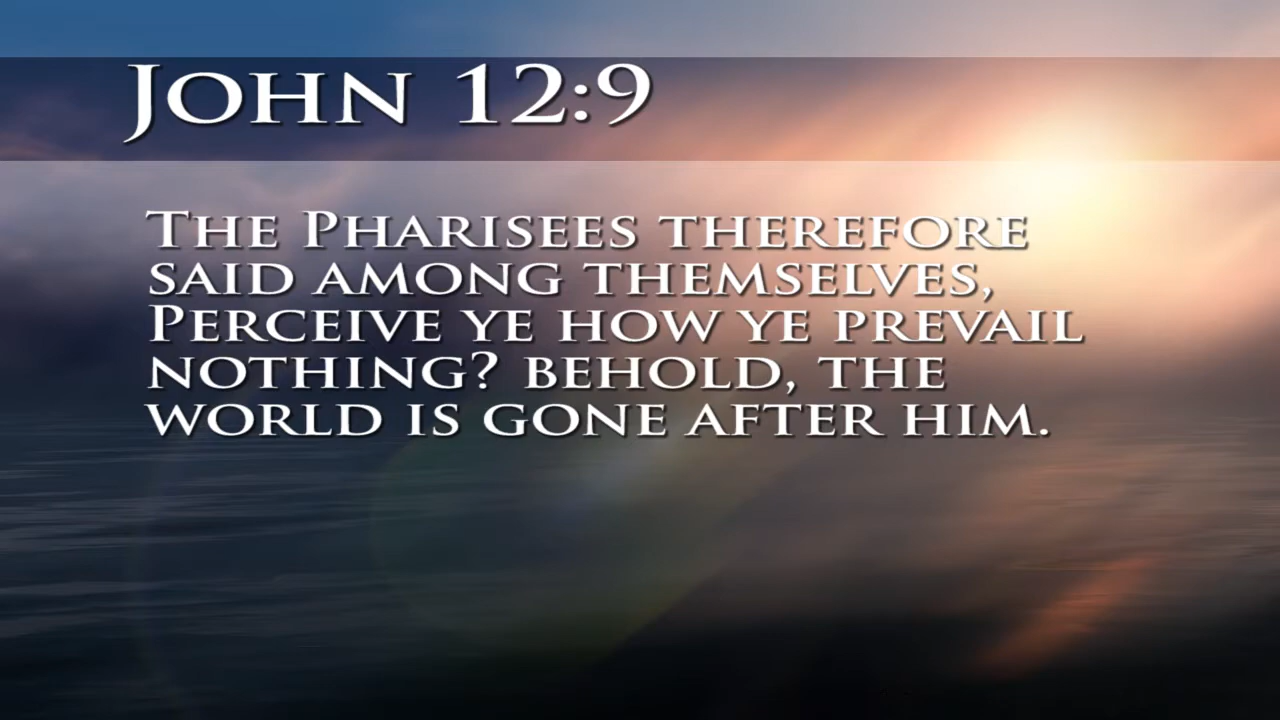 John 12:9
The Pharisees therefore
said among themselves,
Perceive ye how ye prevail
nothing? behold, the
world is gone after him.